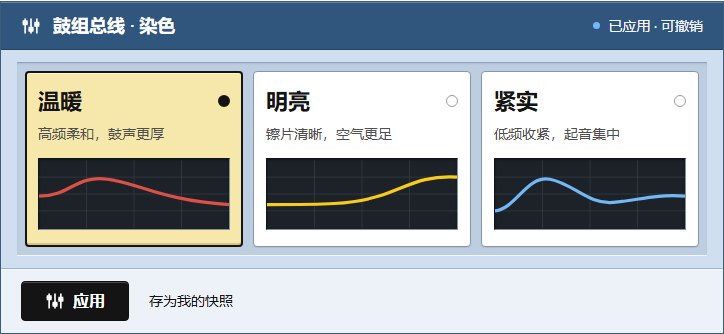 鼓组总线 · 染色
已应用 · 可撤销
温暖
高频柔和，鼓声更厚
明亮
镲片清晰，空气更足
紧实
低频收紧，起音集中
应用
存为我的快照